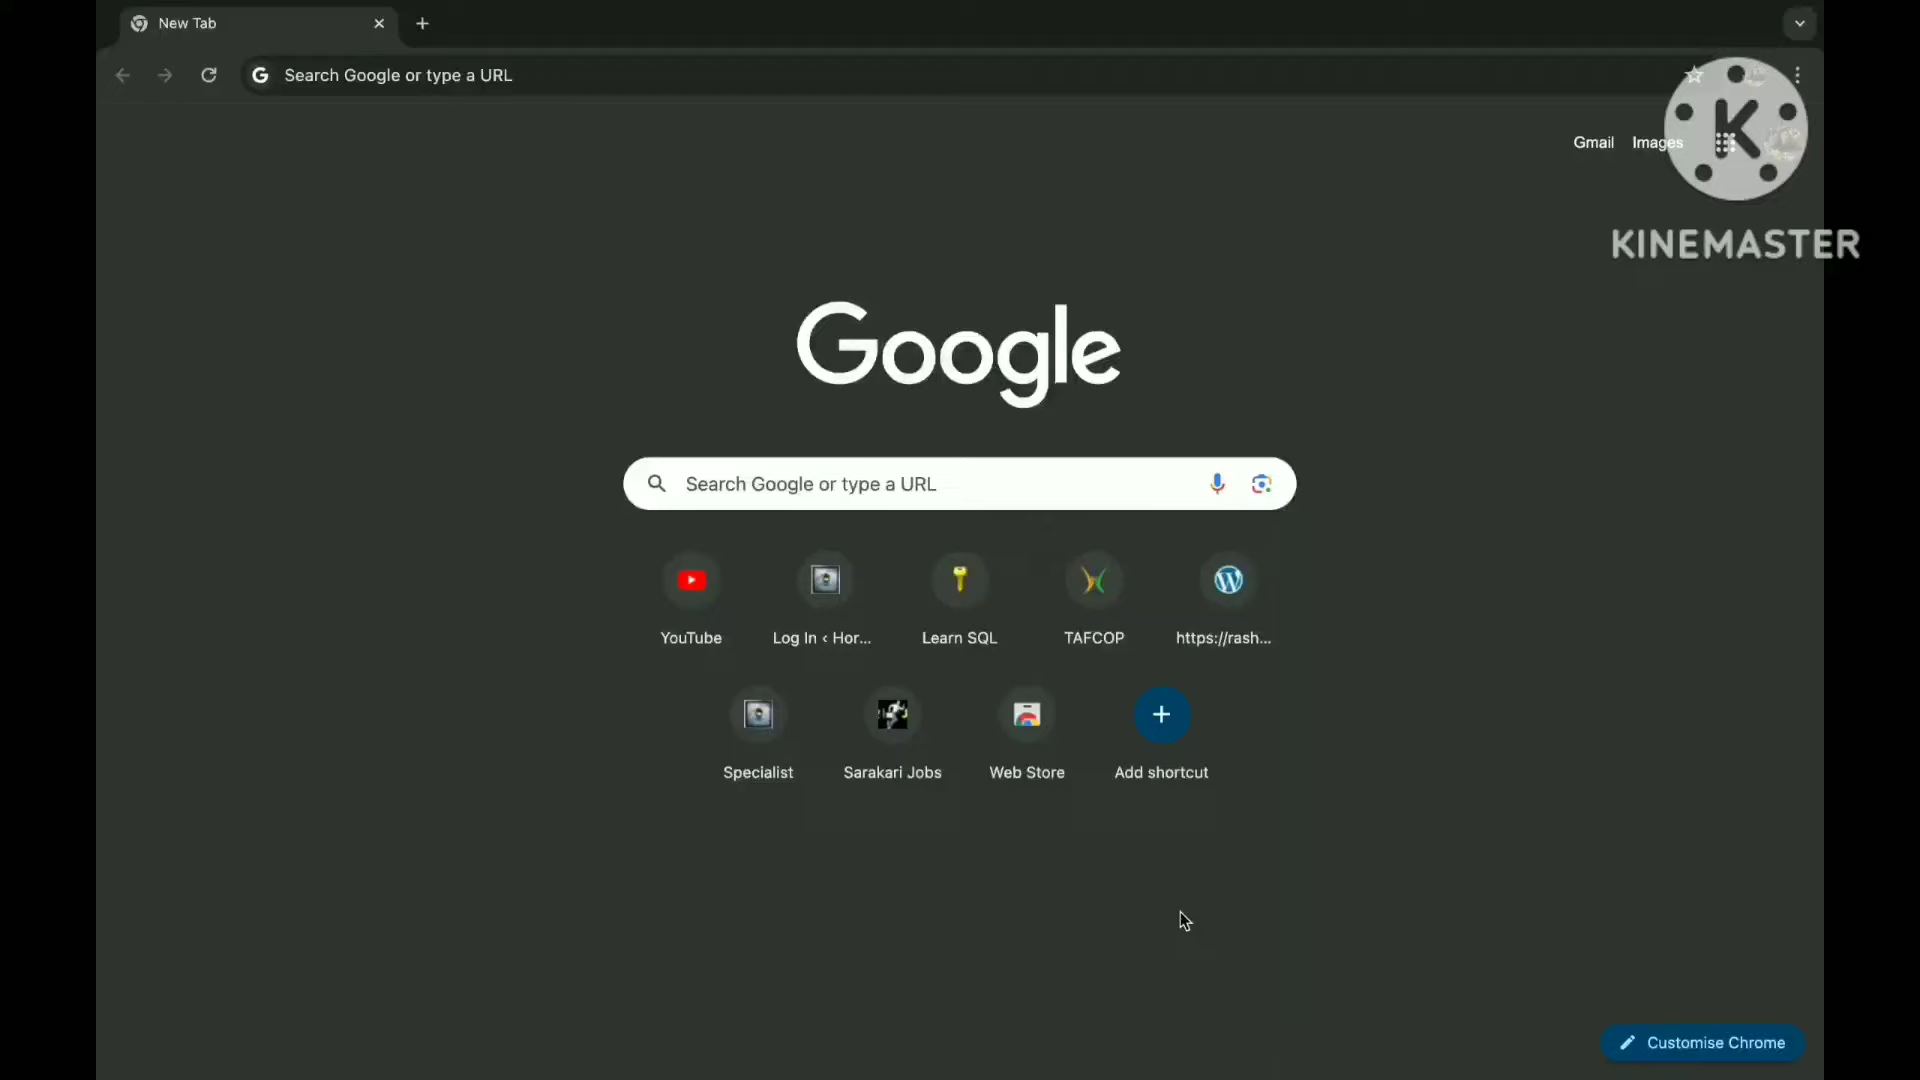 New Tab
Search Google or type a URL
Gmail Images
K
KINEMASTER
Google
Search Google or type a URL
YouTube
Log In ‹ Hor...
Learn SQL
TAFCOP
https://rash...
Specialist
Sarakari Jobs
Web Store
Add shortcut
Customise Chrome